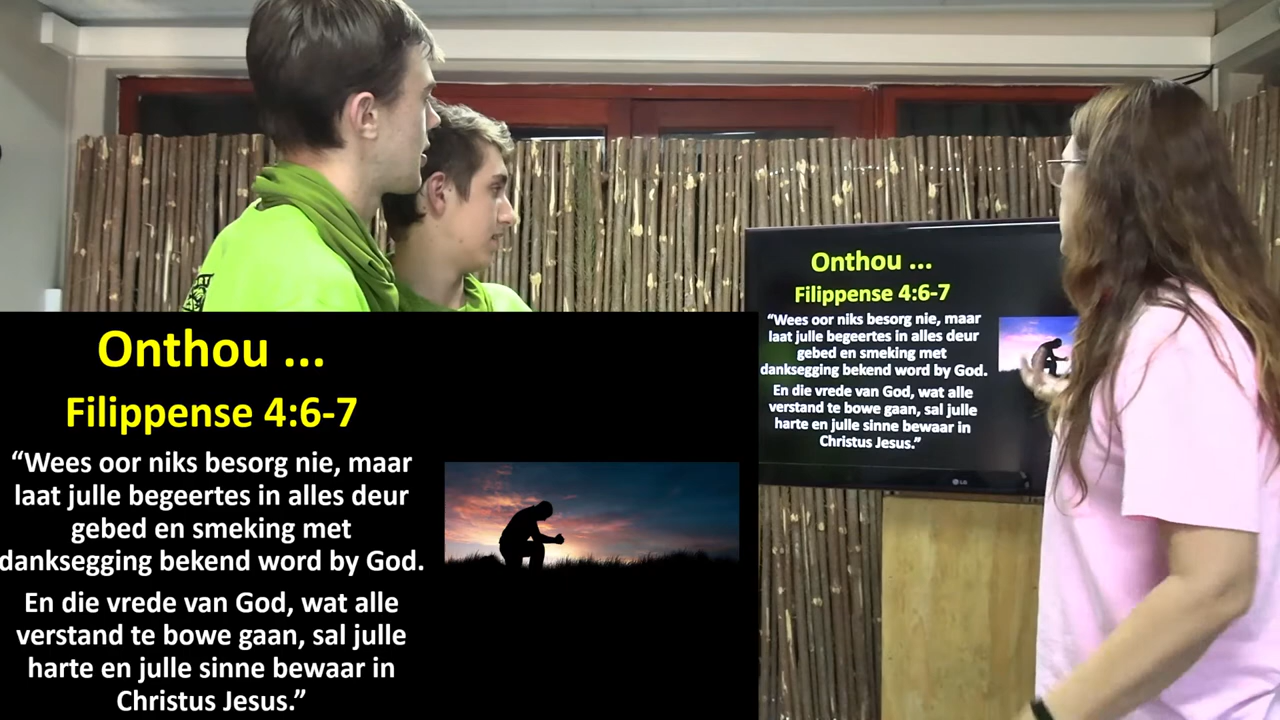 Onthou ...
Filippense 4:6-7
“Wees oor niks besorg nie, maar
laat julle begeertes in alles deur
gebed en smeking met
danksegging bekend word by God.
En die vrede van God, wat alle
verstand te bowe gaan, sal julle
harte en julle sinne bewaar in
Christus Jesus.”
Onthou ...
Filippense 4:6-7
“Wees oor niks besorg nie, maar
laat julle begeertes in alles deur
gebed en smeking met
danksegging bekend word by God.
En die vrede van God, wat alle
verstand te bowe gaan, sal julle
harte en julle sinne bewaar in
Christus Jesus.”
LG